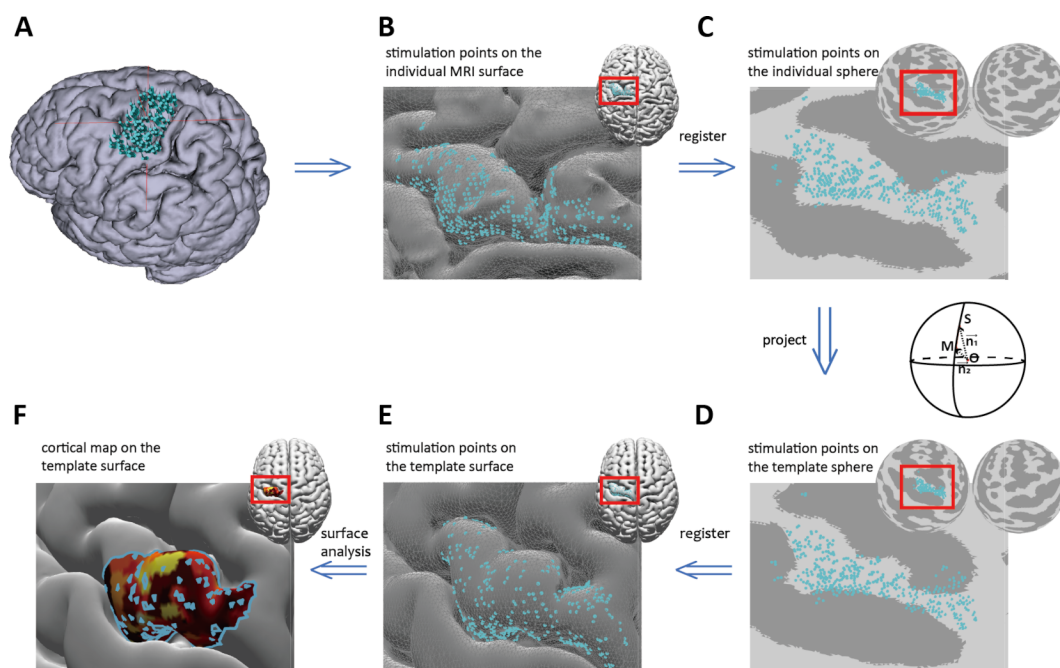 A
B
stimulation points on the
individual MRI surface
register
C
stimulation points on
the individual sphere
project
S
n₁
M
O
n₂
F
cortical map on the
template surface
surface
analysis
E
stimulation points on
the template surface
register
D
stimulation points on
the template sphere